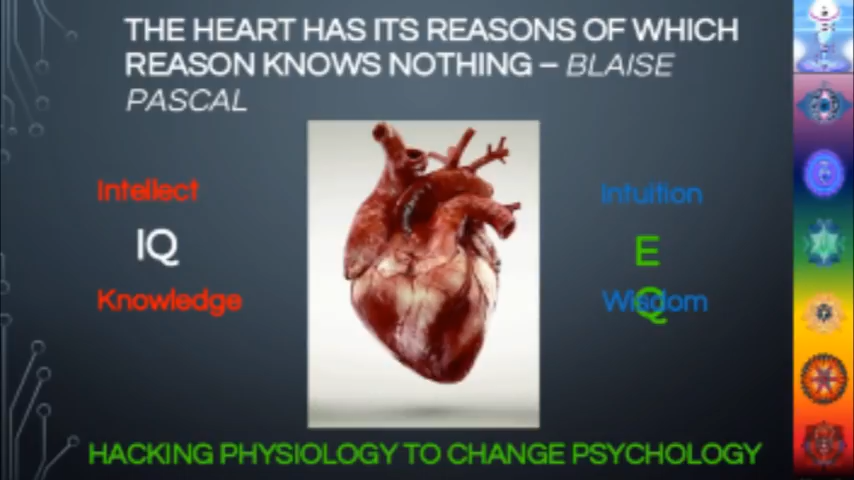 THE HEART HAS ITS REASONS OF WHICH
REASON KNOWS NOTHING – BLAISE
PASCAL
Intellect
IQ
Knowledge
Intuition
E
Q
Wisdom
HACKING PHYSIOLOGY TO CHANGE PSYCHOLOGY